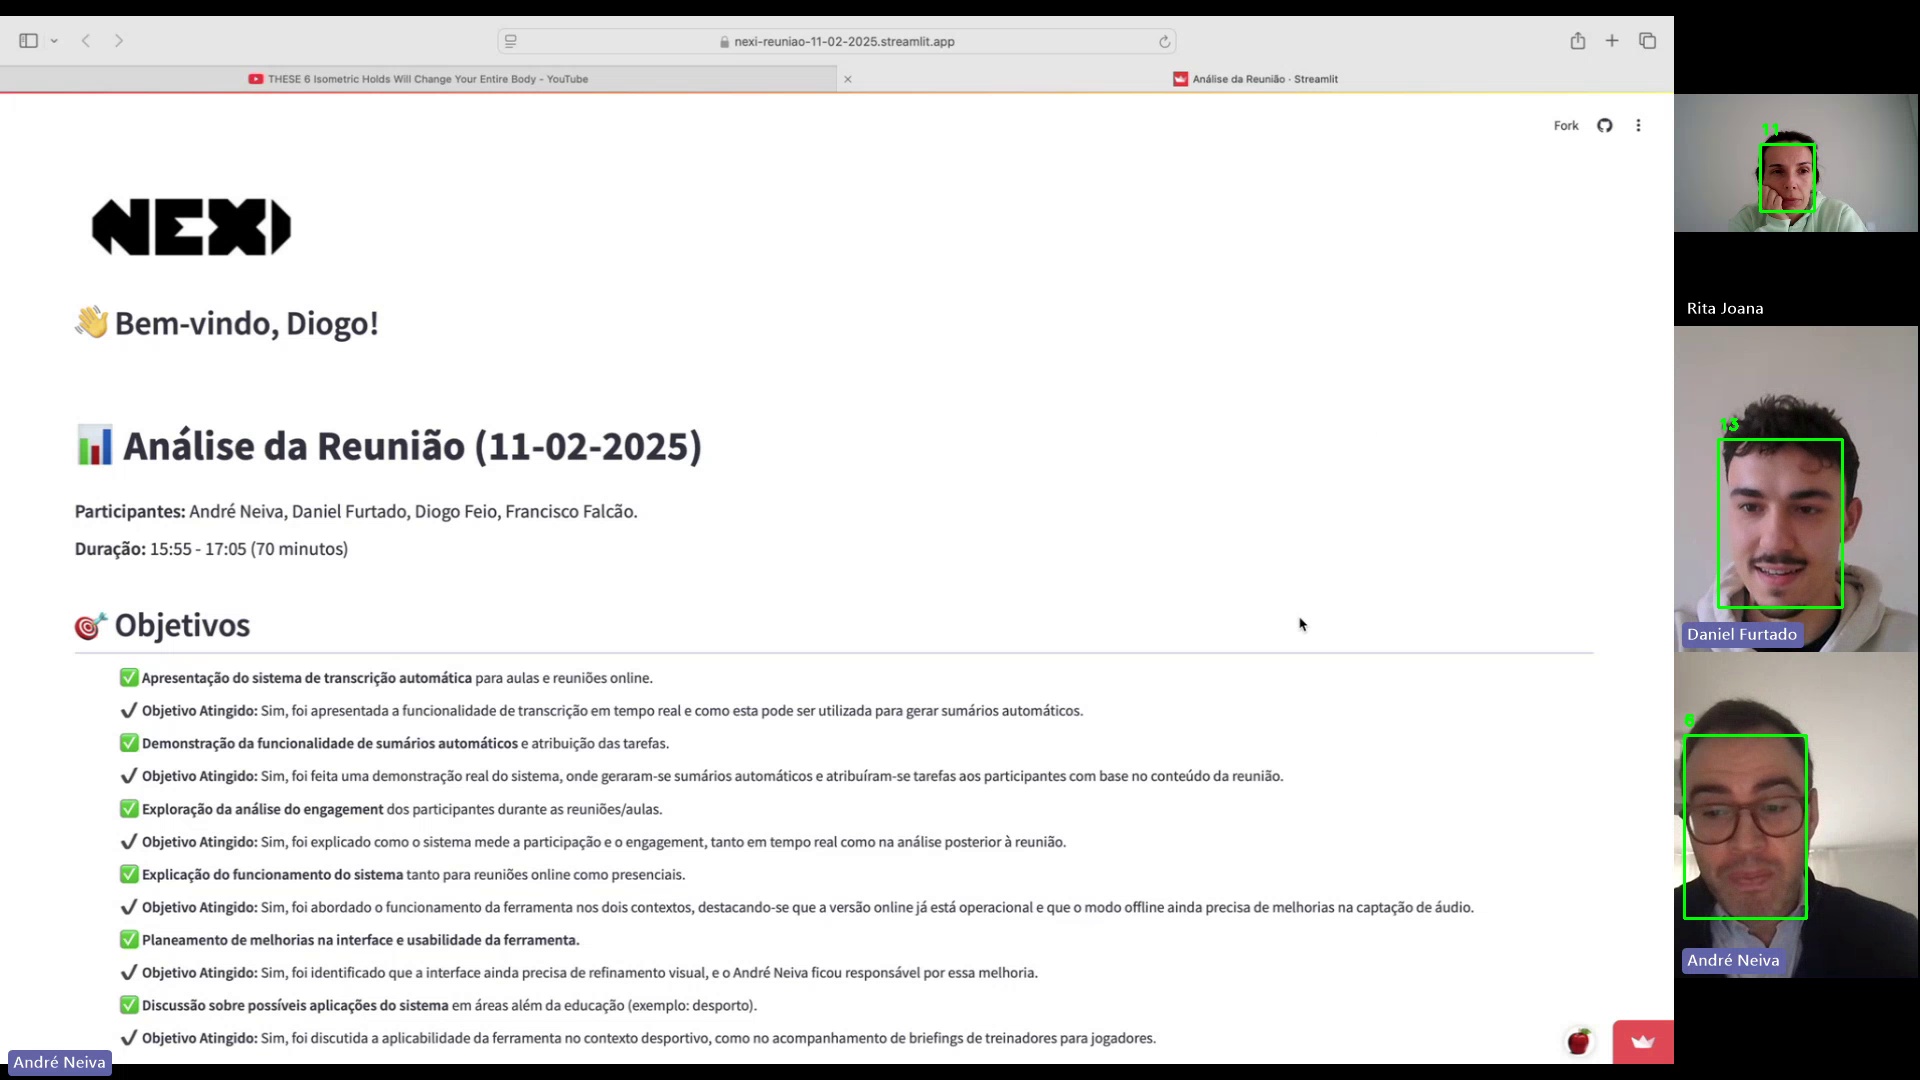 nexi-reuniao-11-02-2025.streamlit.app
THESE 6 Isometric Holds Will Change Your Entire Body - YouTube
Análise da Reunião · Streamlit
Fork
NEXI
Bem-vindo, Diogo!
Análise da Reunião (11-02-2025)
Participantes: André Neiva, Daniel Furtado, Diogo Feio, Francisco Falcão.
Duração: 15:55 - 17:05 (70 minutos)
Objetivos
Apresentação do sistema de transcrição automática para aulas e reuniões online.
Objetivo Atingido: Sim, foi apresentada a funcionalidade de transcrição em tempo real e como esta pode ser utilizada para gerar sumários automáticos.
Demonstração da funcionalidade de sumários automáticos e atribuição das tarefas.
Objetivo Atingido: Sim, foi feita uma demonstração real do sistema, onde geraram-se sumários automáticos e atribuíram-se tarefas aos participantes com base no conteúdo da reunião.
Exploração da análise do engagement dos participantes durante as reuniões/aulas.
Objetivo Atingido: Sim, foi explicado como o sistema mede a participação e o engagement, tanto em tempo real como na análise posterior à reunião.
Explicação do funcionamento do sistema tanto para reuniões online como presenciais.
Objetivo Atingido: Sim, foi abordado o funcionamento da ferramenta nos dois contextos, destacando-se que a versão online já está operacional e que o modo offline ainda precisa de melhorias na captação de áudio.
Planeamento de melhorias na interface e usabilidade da ferramenta.
Objetivo Atingido: Sim, foi identificado que a interface ainda precisa de refinamento visual, e o André Neiva ficou responsável por essa melhoria.
Discussão sobre possíveis aplicações do sistema em áreas além da educação (exemplo: desporto).
Objetivo Atingido: Sim, foi discutida a aplicabilidade da ferramenta no contexto desportivo, como no acompanhamento de briefings de treinadores para jogadores.
André Neiva
11
Rita Joana
13
Daniel Furtado
6
André Neiva